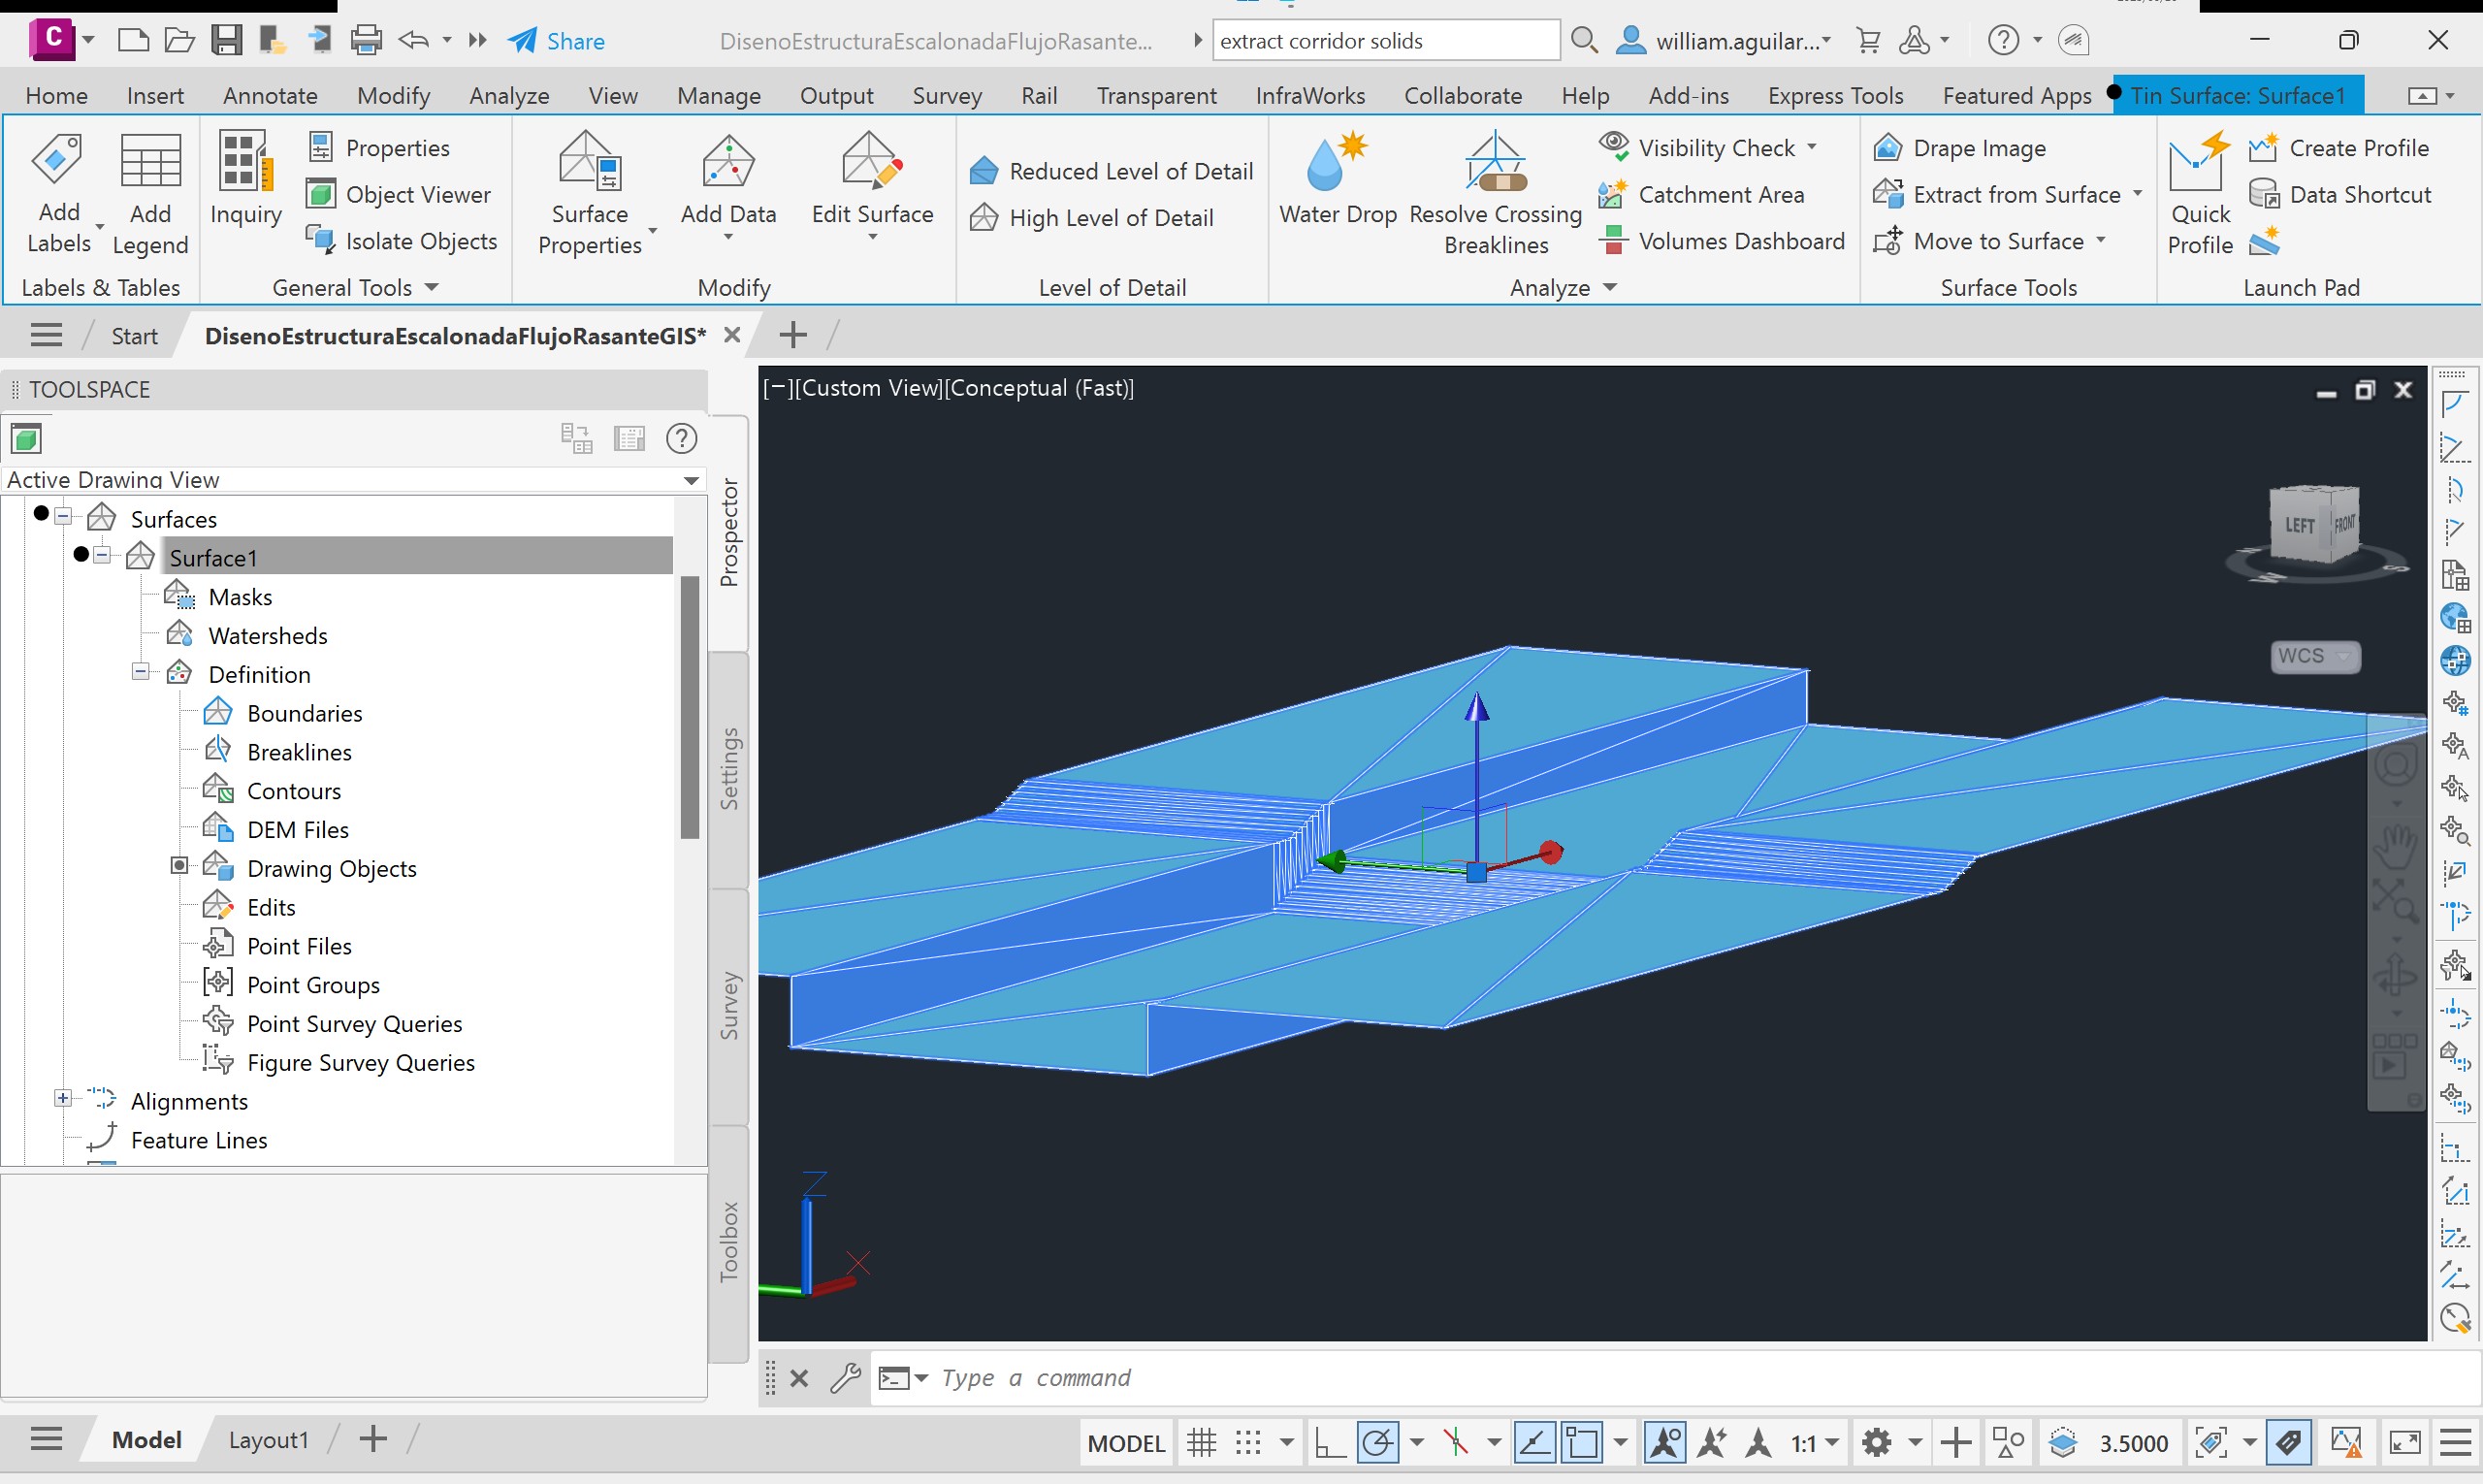 C
Share
DisenoEstructuraEscalonadaFlujoRasante...
extract corridor solids
william.aguilar...
Home Insert Annotate Modify Analyze View Manage Output Survey Rail Transparent InfraWorks Collaborate Help Add-ins Express Tools Featured Apps Tin Surface: Surface1
Add Labels
Add Legend
Inquiry
Properties
Object Viewer
Isolate Objects
Surface Properties
Add Data
Edit Surface
Reduced Level of Detail
High Level of Detail
Water Drop
Resolve Crossing Breaklines
Visibility Check
Catchment Area
Volumes Dashboard
Drape Image
Extract from Surface
Move to Surface
Quick Profile
Create Profile
Data Shortcut
Labels & Tables
General Tools
Modify
Level of Detail
Analyze
Surface Tools
Launch Pad
Start
DisenoEstructuraEscalonadaFlujoRasanteGIS*
TOOLSPACE
Active Drawing View
Surfaces
Surface1
Masks
Watersheds
Definition
Boundaries
Breaklines
Contours
DEM Files
Drawing Objects
Edits
Point Files
Point Groups
Point Survey Queries
Figure Survey Queries
Alignments
Feature Lines
Prospector
Settings
Survey
Toolbox
[−][Custom View][Conceptual (Fast)]
LEFT
FRONT
W
S
WCS
Z
X
Type a command
Model
Layout1
MODEL
1:1
3.5000